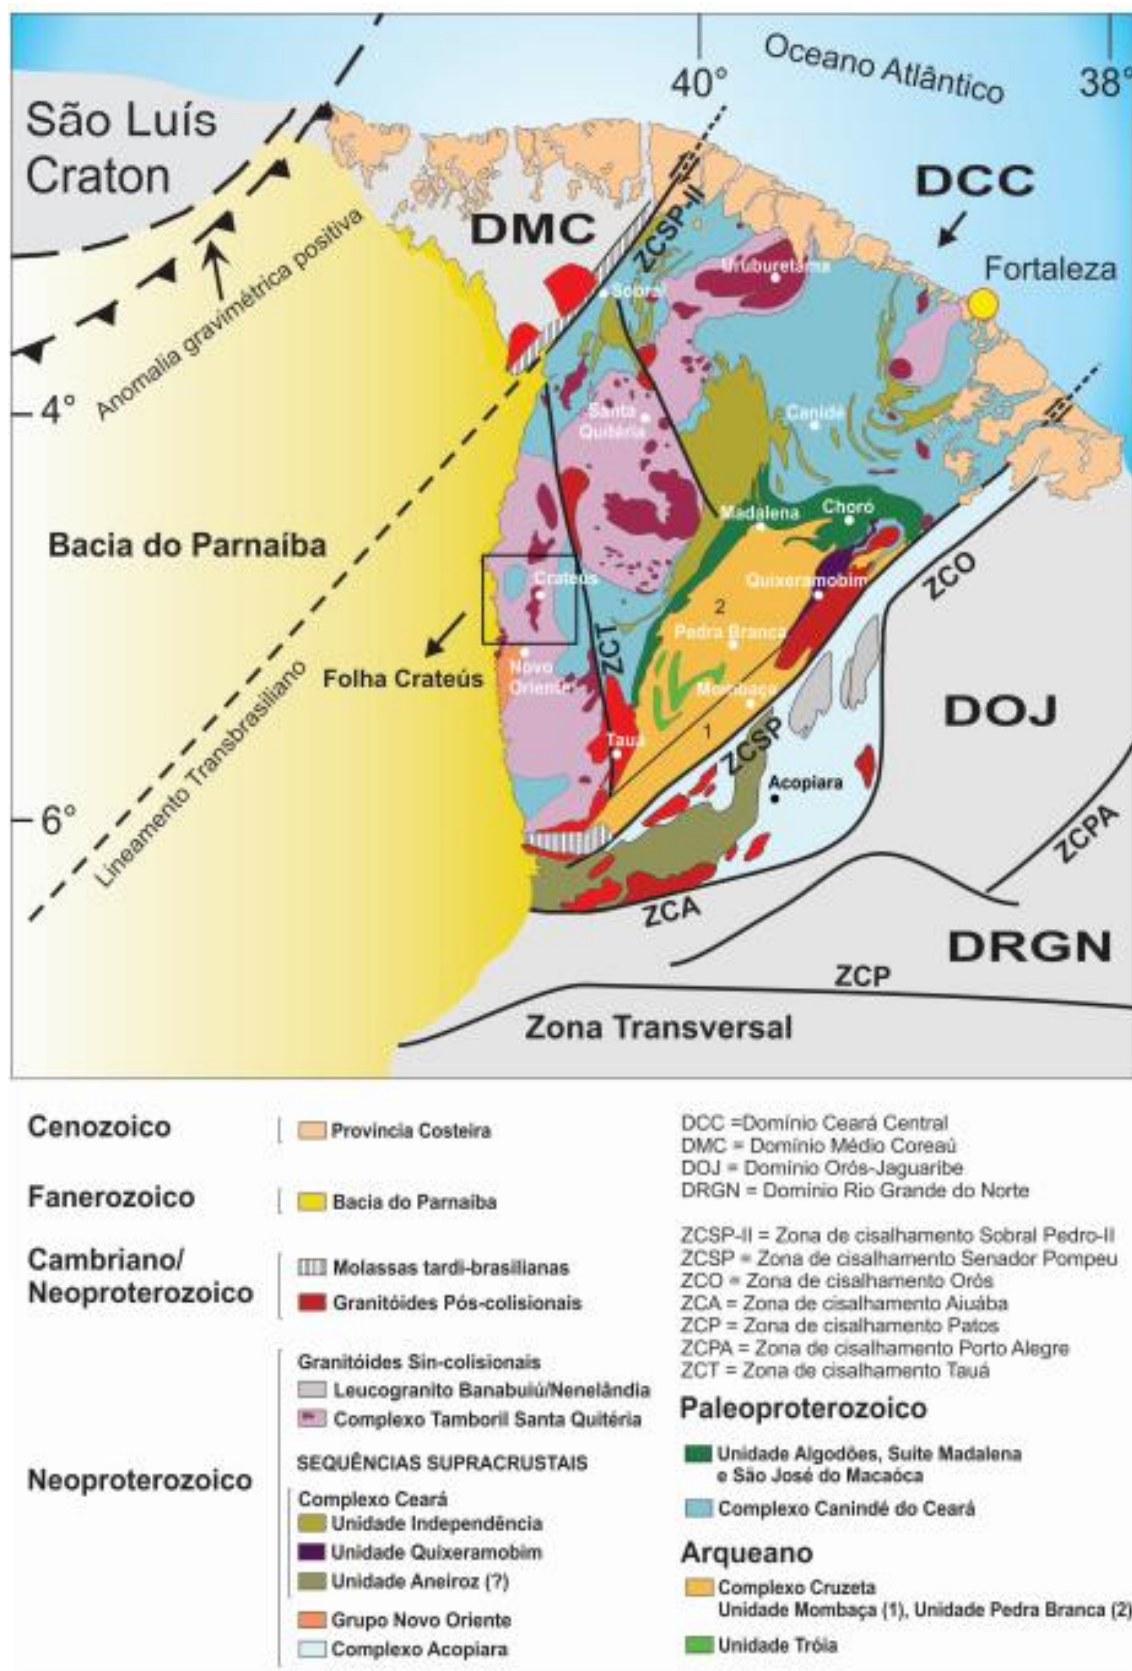 40°
Oceano Atlântico
38°
São Luís
Craton
DCC
DMC
ZCSP-II
Uruburetama
Fortaleza
Sobral
Anomalia gravimétrica positiva
4°
Santa
Quitéria
Canidé
Bacia do Parnaíba
Madalena
Choró
Crateús
Quixeramobim
ZCO
2
Pedra Branca
ZCT
Folha Crateús
Novo
Oriente
Mombaça
DOJ
1
Tauá
ZCSP
Lineamento Transbrasiliano
Acopiara
6°
ZCPA
ZCA
DRGN
ZCP
Zona Transversal
Cenozoico
Província Costeira
Fanerozoico
Bacia do Parnaíba
Cambriano/
Neoproterozoico
Molassas tardi-brasilianas
Granitóides Pós-colisionais
Neoproterozoico
Granitóides Sin-colisionais
Leucogranito Banabuiú/Nenelândia
Complexo Tamboril Santa Quitéria
SEQUÊNCIAS SUPRACRUSTAIS
Complexo Ceará
Unidade Independência
Unidade Quixeramobim
Unidade Aneiroz (?)
Grupo Novo Oriente
Complexo Acopiara
DCC =Domínio Ceará Central
DMC = Domínio Médio Coreaú
DOJ = Domínio Orós-Jaguaribe
DRGN = Domínio Rio Grande do Norte
ZCSP-II = Zona de cisalhamento Sobral Pedro-II
ZCSP = Zona de cisalhamento Senador Pompeu
ZCO = Zona de cisalhamento Orós
ZCA = Zona de cisalhamento Aiuába
ZCP = Zona de cisalhamento Patos
ZCPA = Zona de cisalhamento Porto Alegre
ZCT = Zona de cisalhamento Tauá
Paleoproterozoico
Unidade Algodões, Suite Madalena
e São José do Macaóca
Complexo Canindé do Ceará
Arqueano
Complexo Cruzeta
Unidade Mombaça (1), Unidade Pedra Branca (2)
Unidade Tróia